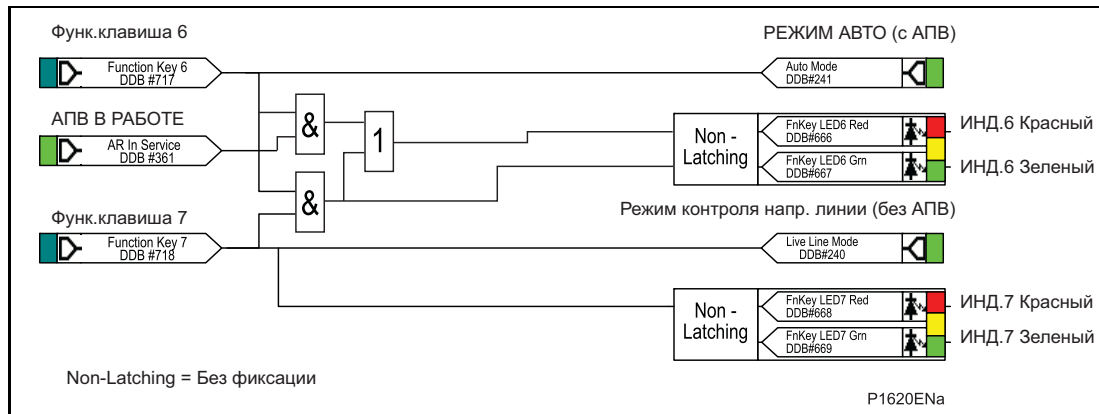 Функ.клавиша 6
РЕЖИМ АВТО (с АПВ)
Function Key 6
DDB #717
Auto Mode
DDB#241
АПВ В РАБОТЕ
&
1
Non -
Latching
FnKey LED6 Red
DDB#666
ИНД.6 Красный
AR In Service
DDB #361
FnKey LED6 Grn
DDB#667
ИНД.6 Зеленый
&
Функ.клавиша 7
Режим контроля напр. линии (без АПВ)
Function Key 7
DDB #718
Live Line Mode
DDB#240
Non -
Latching
FnKey LED7 Red
DDB#668
ИНД.7 Красный
FnKey LED7 Grn
DDB#669
ИНД.7 Зеленый
Non-Latching = Без фиксации
P1620ENa